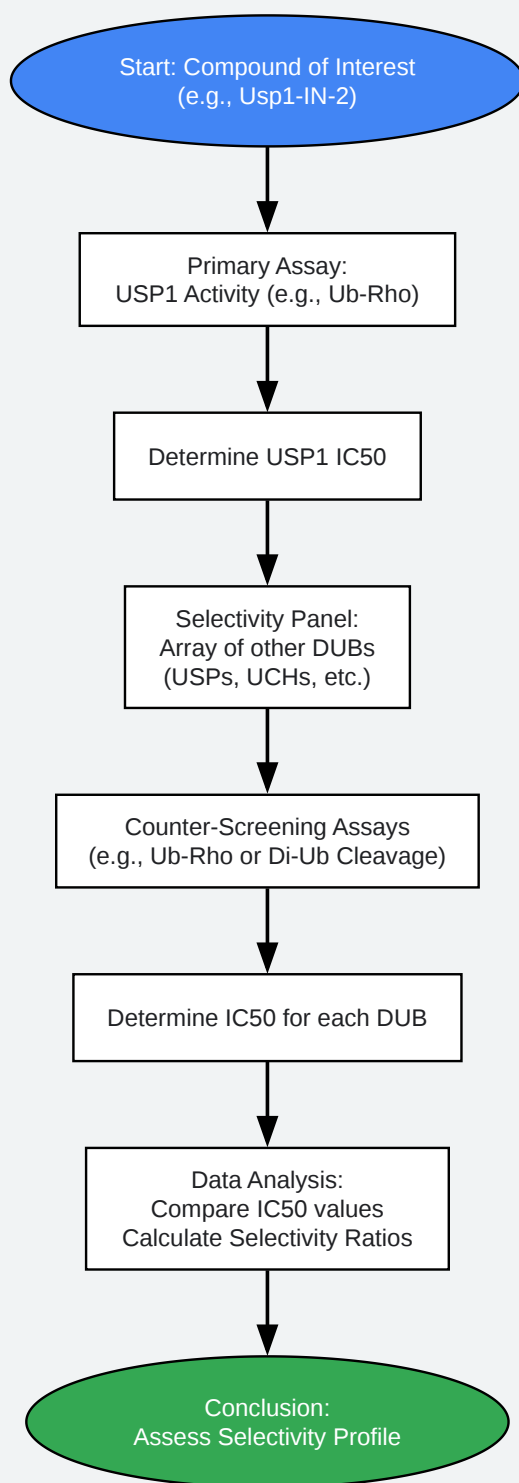 Start: Compound of Interest
(e.g., Usp1-IN-2)
Primary Assay:
USP1 Activity (e.g., Ub-Rho)
Determine USP1 IC50
Selectivity Panel:
Array of other DUBs
(USPs, UCHs, etc.)
Counter-Screening Assays
(e.g., Ub-Rho or Di-Ub Cleavage)
Determine IC50 for each DUB
Data Analysis:
Compare IC50 values
Calculate Selectivity Ratios
Conclusion:
Assess Selectivity Profile